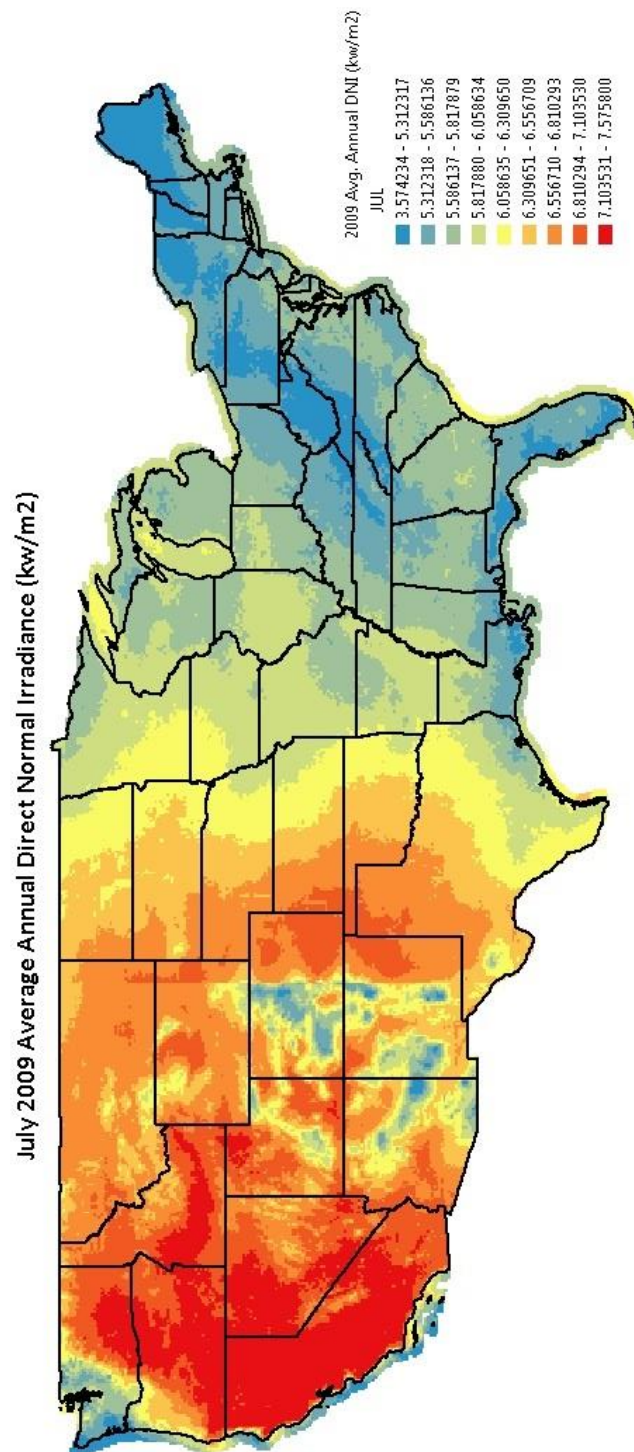 July 2009 Average Annual Direct Normal Irradiance (kw/m2)
2009 Avg. Annual DNI (kw/m2)
JUL
3.574234 - 5.312317
5.312318 - 5.586136
5.586137 - 5.817879
5.817880 - 6.058634
6.058635 - 6.309650
6.309651 - 6.556709
6.556710 - 6.810293
6.810294 - 7.103530
7.103531 - 7.575800